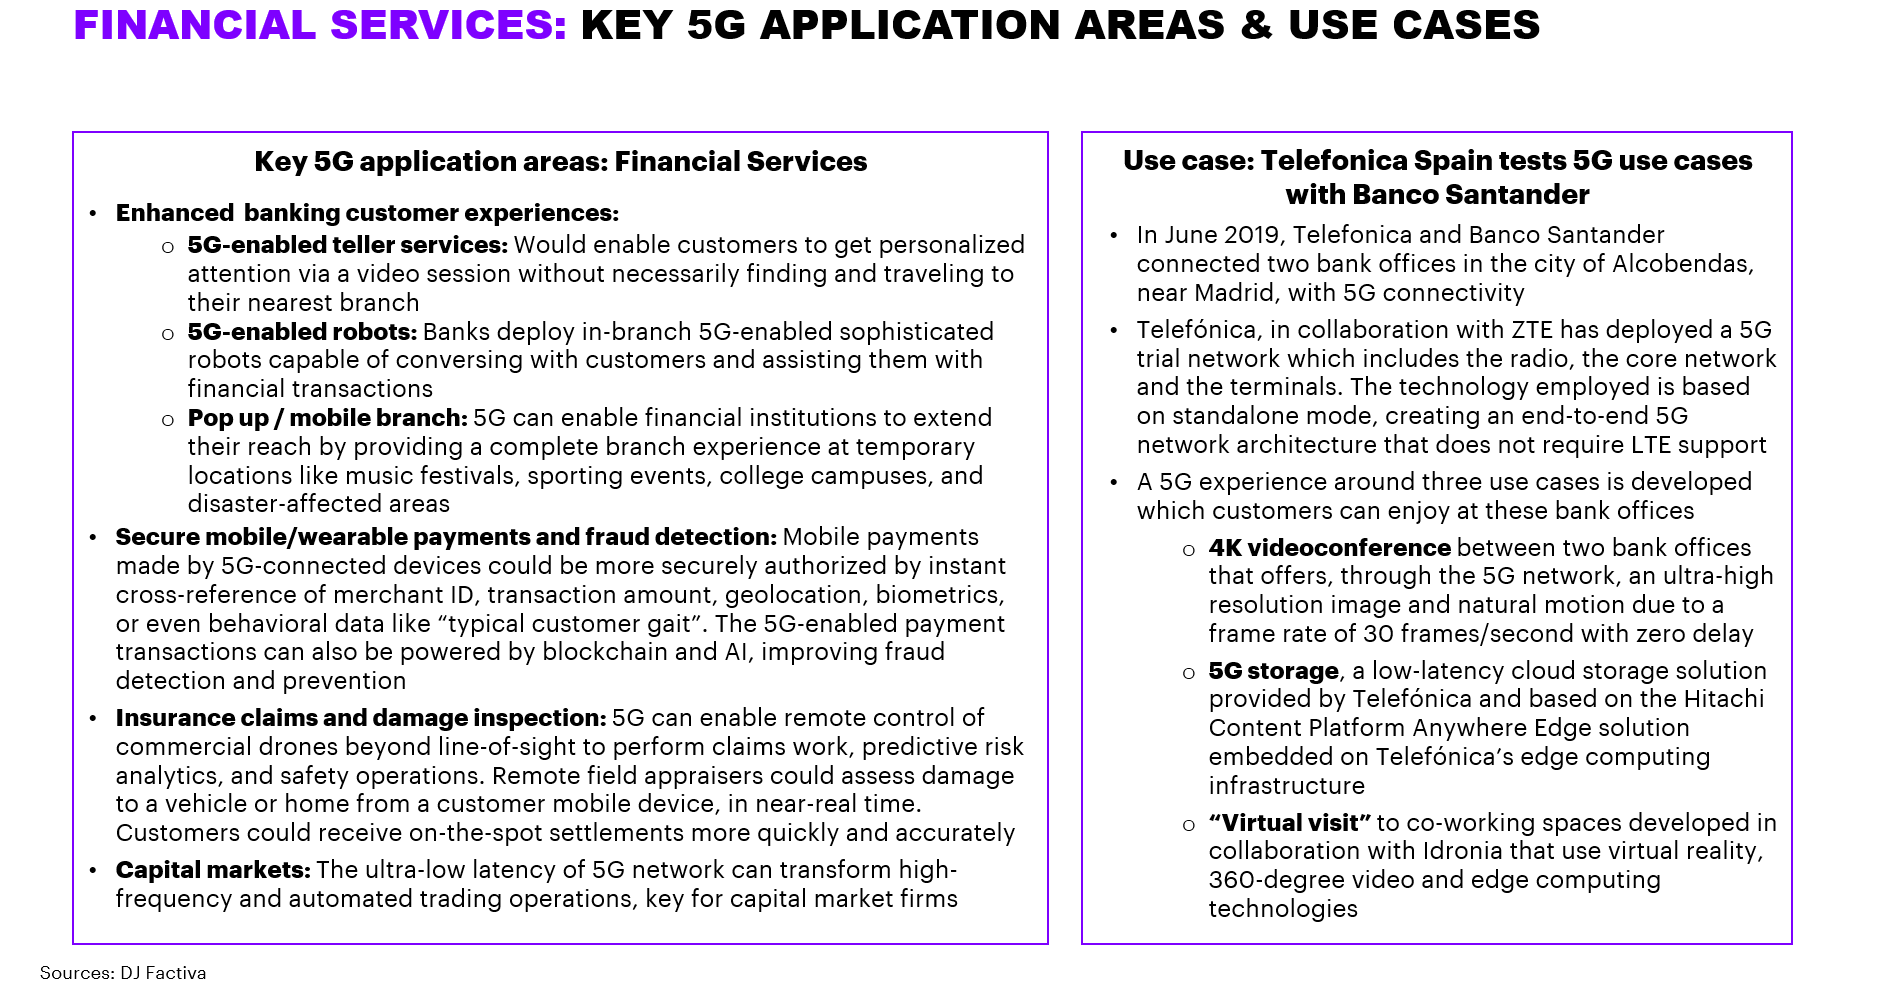 FINANCIAL SERVICES: KEY 5G APPLICATION AREAS & USE CASES
Key 5G application areas: Financial Services
• Enhanced  banking customer experiences:
o 5G-enabled teller services: Would enable customers to get personalized
attention via a video session without necessarily finding and traveling to
their nearest branch
o 5G-enabled robots: Banks deploy in-branch 5G-enabled sophisticated
robots capable of conversing with customers and assisting them with
financial transactions
o Pop up / mobile branch: 5G can enable financial institutions to extend
their reach by providing a complete branch experience at temporary
locations like music festivals, sporting events, college campuses, and
disaster-affected areas
• Secure mobile/wearable payments and fraud detection: Mobile payments
made by 5G-connected devices could be more securely authorized by instant
cross-reference of merchant ID, transaction amount, geolocation, biometrics,
or even behavioral data like “typical customer gait”. The 5G-enabled payment
transactions can also be powered by blockchain and AI, improving fraud
detection and prevention
• Insurance claims and damage inspection: 5G can enable remote control of
commercial drones beyond line-of-sight to perform claims work, predictive risk
analytics, and safety operations. Remote field appraisers could assess damage
to a vehicle or home from a customer mobile device, in near-real time.
Customers could receive on-the-spot settlements more quickly and accurately
• Capital markets: The ultra-low latency of 5G network can transform high-
frequency and automated trading operations, key for capital market firms
Use case: Telefonica Spain tests 5G use cases
with Banco Santander
• In June 2019, Telefonica and Banco Santander
connected two bank offices in the city of Alcobendas,
near Madrid, with 5G connectivity
• Telefónica, in collaboration with ZTE has deployed a 5G
trial network which includes the radio, the core network
and the terminals. The technology employed is based
on standalone mode, creating an end-to-end 5G
network architecture that does not require LTE support
• A 5G experience around three use cases is developed
which customers can enjoy at these bank offices
o 4K videoconference between two bank offices
that offers, through the 5G network, an ultra-high
resolution image and natural motion due to a
frame rate of 30 frames/second with zero delay
o 5G storage, a low-latency cloud storage solution
provided by Telefónica and based on the Hitachi
Content Platform Anywhere Edge solution
embedded on Telefónica’s edge computing
infrastructure
o “Virtual visit” to co-working spaces developed in
collaboration with Idronia that use virtual reality,
360-degree video and edge computing
technologies
Sources: DJ Factiva